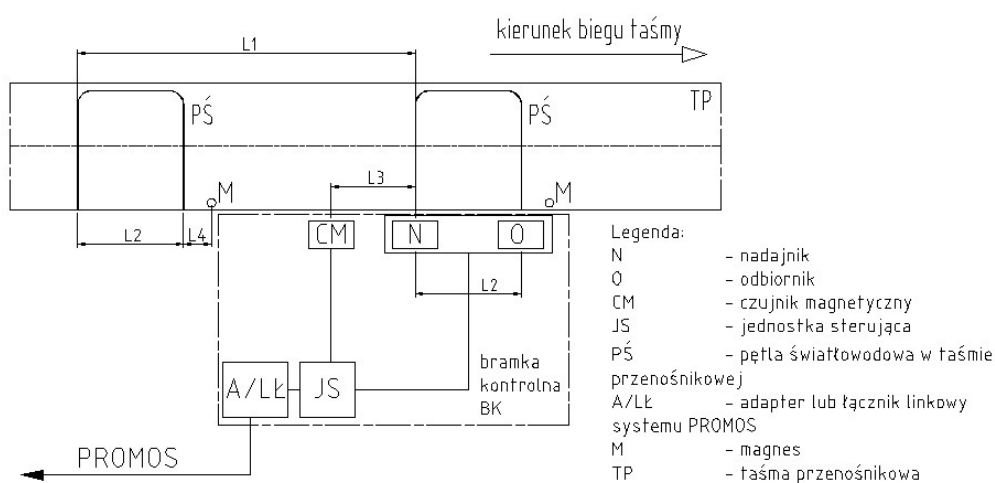 kierunek biegu taśmy
L1
PŚ
PŚ
TP
M
L3
M
L2
L4
CM
N
O
L2
A/LŁ
JS
bramka
kontrolna
BK
PROMOS
Legenda:
N - nadajnik
O - odbiornik
CM - czujnik magnetyczny
JS - jednostka sterująca
PŚ - pętla światłowodowa w taśmie
przenośnikowej
A/LŁ - adapter lub łącznik linkowy
systemu PROMOS
M - magnes
TP - taśma przenośnikowa